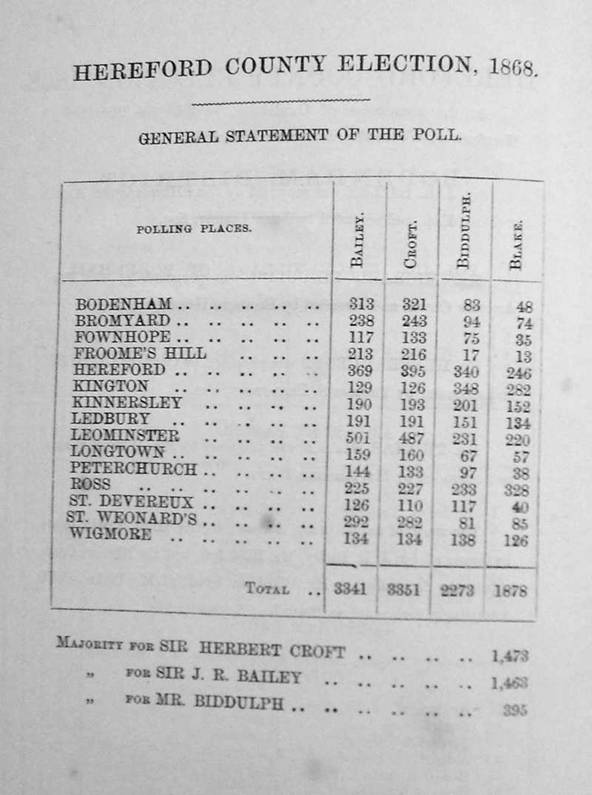 HEREFORD COUNTY ELECTION, 1868.
GENERAL STATEMENT OF THE POLL.
POLLING PLACES. BAILEY. CROFT. BIDDULPH. BLAKE.
BODENHAM .. .. .. .. .. 313 321 83 48
BROMYARD .. .. .. .. .. 238 243 94 74
FOWNHOPE .. .. .. .. .. 117 133 75 35
FROOME'S HILL .. .. .. 213 216 17 13
HEREFORD .. .. .. .. .. 369 395 340 246
KINGTON .. .. .. .. .. 129 126 348 282
KINNERSLEY .. .. .. .. 190 193 201 152
LEDBURY .. .. .. .. .. 191 191 151 134
LEOMINSTER .. .. .. .. 501 487 231 220
LONGTOWN .. .. .. .. .. 159 160 67 57
PETERCHURCH .. .. .. .. 144 133 97 38
ROSS .. .. .. .. .. .. 225 227 233 328
ST. DEVEREUX .. .. .. .. 126 110 117 40
ST. WEONARD'S .. .. .. .. 292 282 81 85
WIGMORE .. .. .. .. .. 134 134 138 126
TOTAL .. 3341 3351 2273 1878
MAJORITY FOR SIR HERBERT CROFT .. .. .. .. .. 1,473
„ FOR SIR J. R. BAILEY .. .. .. .. .. 1,463
„ FOR MR. BIDDULPH .. .. .. .. .. .. 395